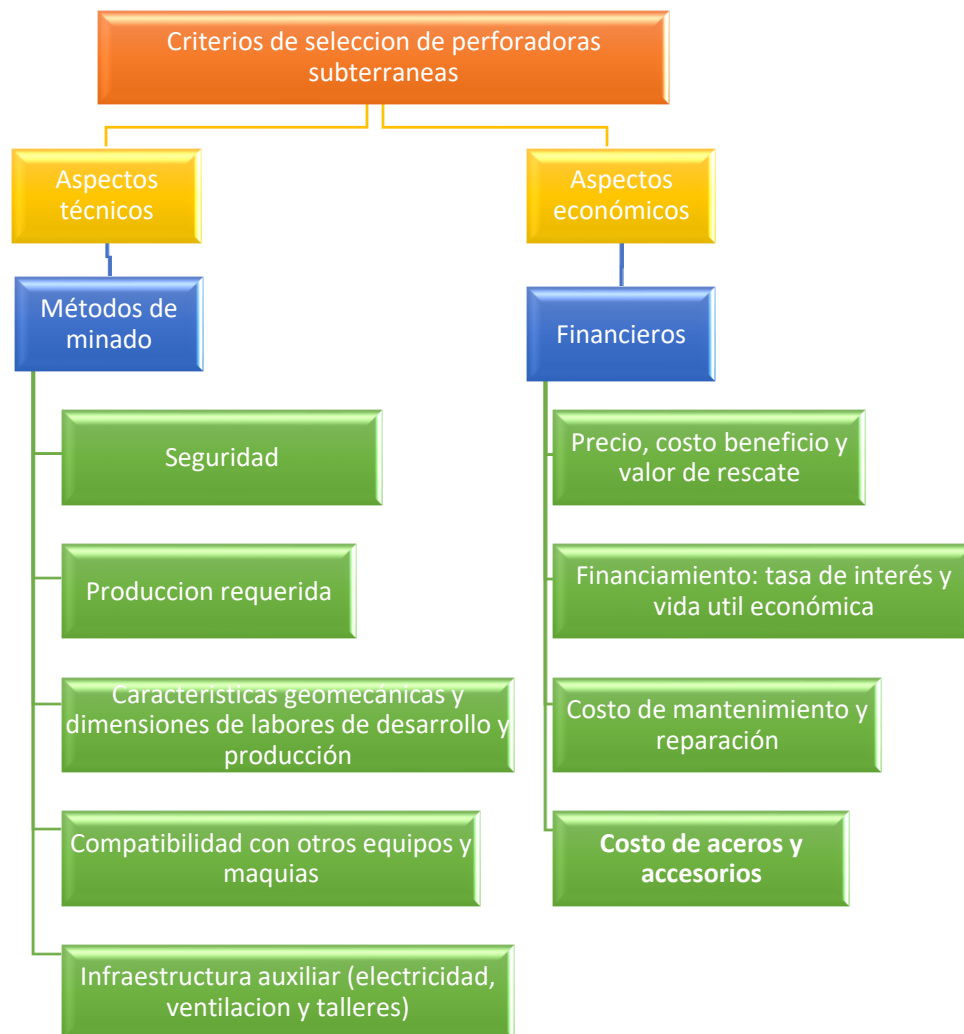 Criterios de seleccion de perforadoras
subterraneas
Aspectos
técnicos
Métodos de
minado
Seguridad
Produccion requerida
Características geomecánicas y
dimensiones de labores de desarrollo y
producción
Compatibilidad con otros equipos y
maquias
Infraestructura auxiliar (electricidad,
ventilacion y talleres)
Aspectos
económicos
Financieros
Precio, costo beneficio y
valor de rescate
Financiamiento: tasa de interés y
vida util económica
Costo de mantenimiento y
reparación
Costo de aceros y
accesorios